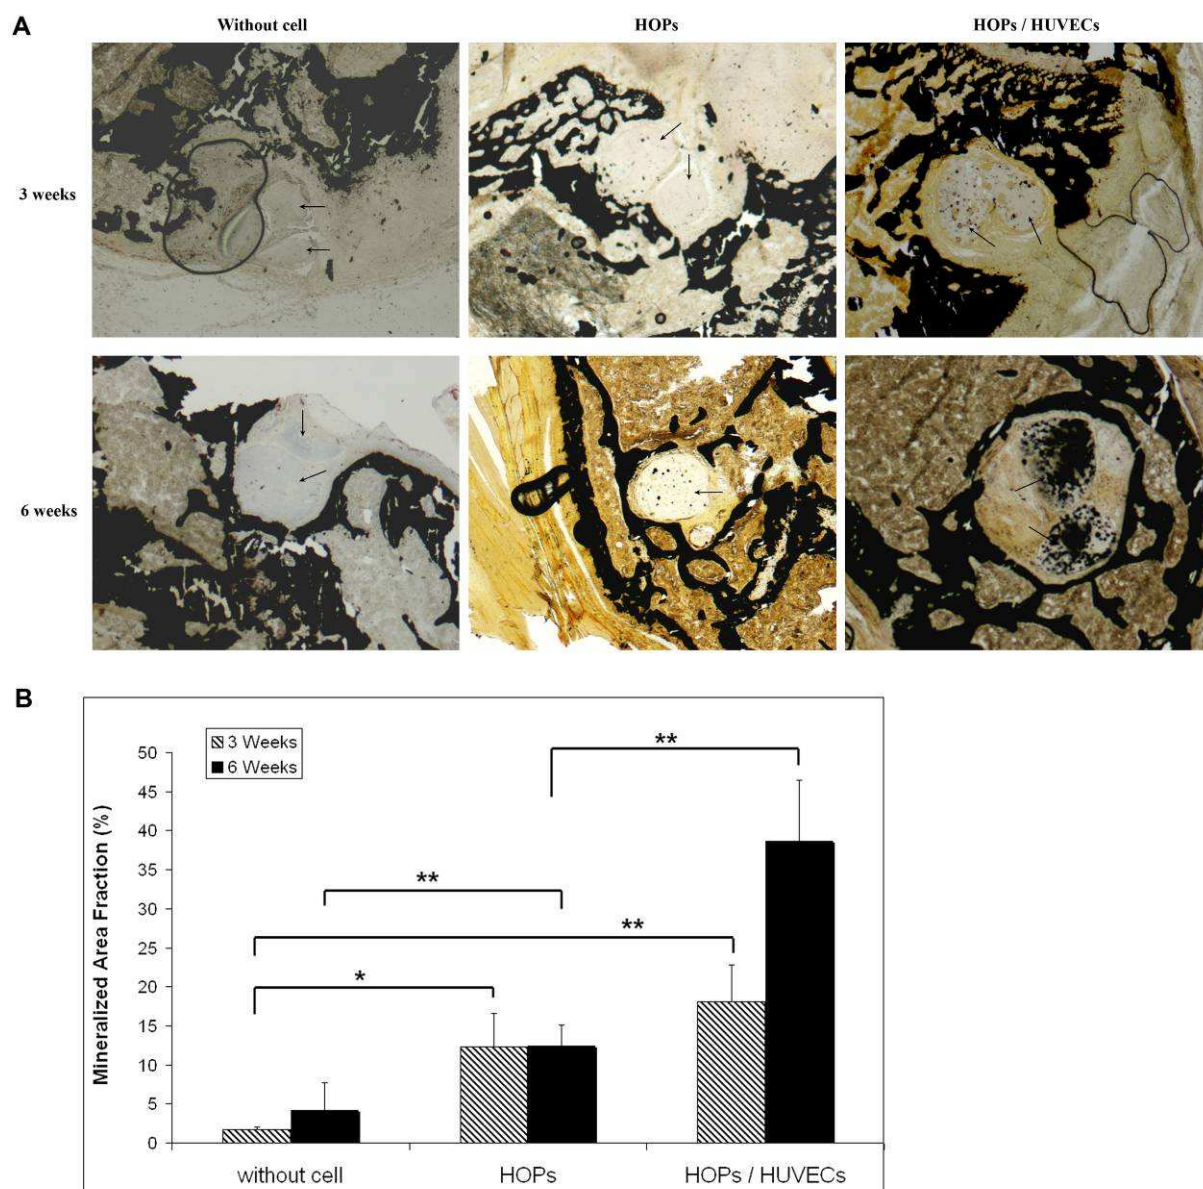 A
Without cell
HOPs
HOPs / HUVECs
3 weeks
6 weeks
B
3 Weeks
6 Weeks
Mineralized Area Fraction (%)
50
45
40
35
30
25
20
15
10
5
0
**
**
**
*
without cell
HOPs
HOPs / HUVECs